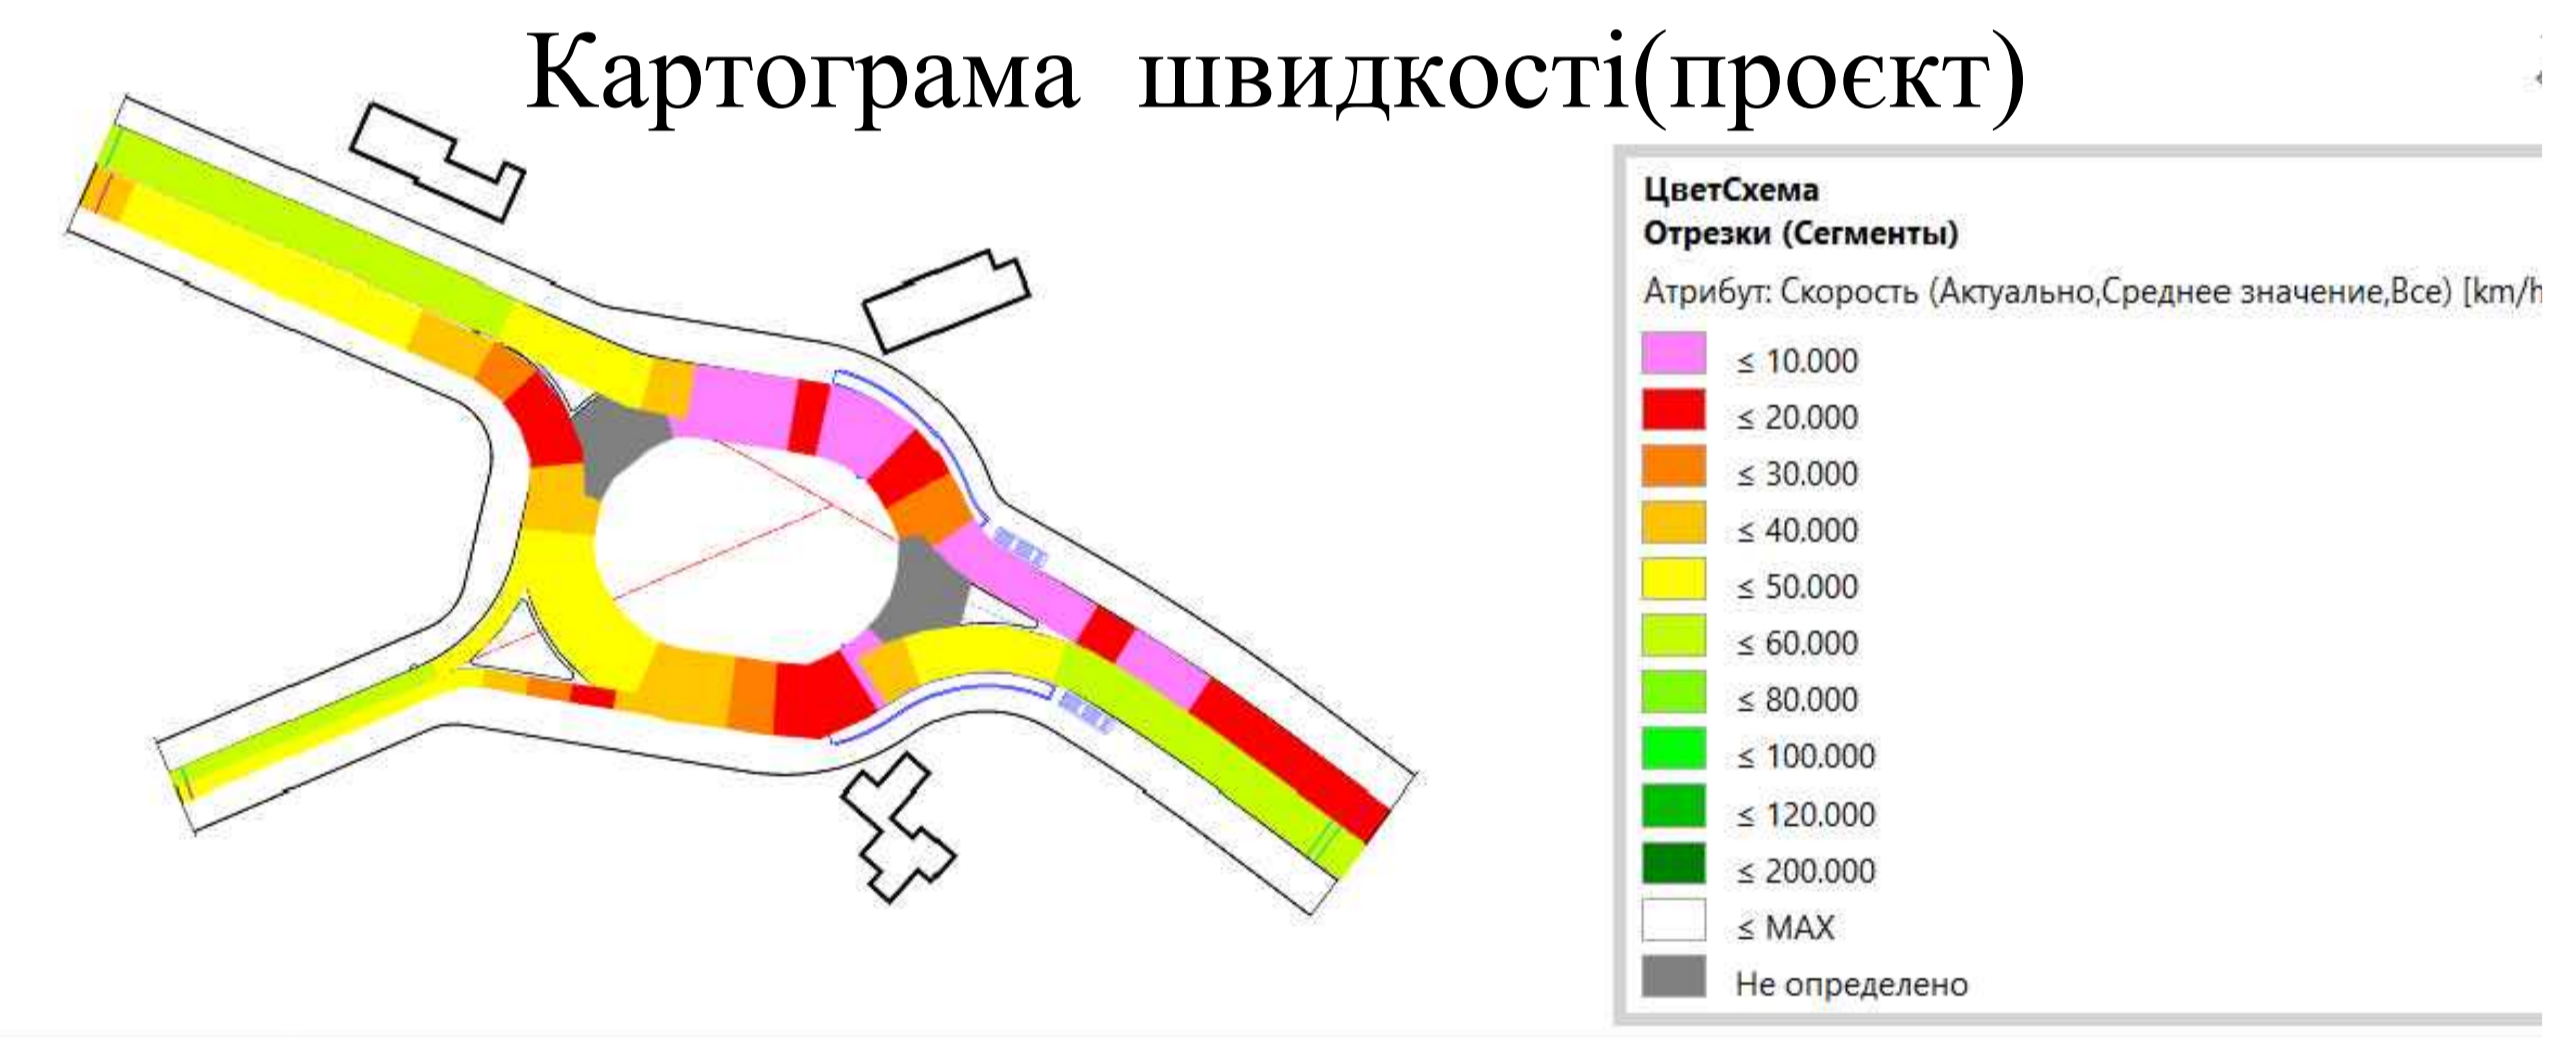 Картограма швидкості(проєкт)
ЦветСхема
Отрезки (Сегменты)
Атрибут: Скорость (Актуально,Среднее значение,Все) [km/h
≤ 10.000
≤ 20.000
≤ 30.000
≤ 40.000
≤ 50.000
≤ 60.000
≤ 80.000
≤ 100.000
≤ 120.000
≤ 200.000
≤ MAX
Не определено